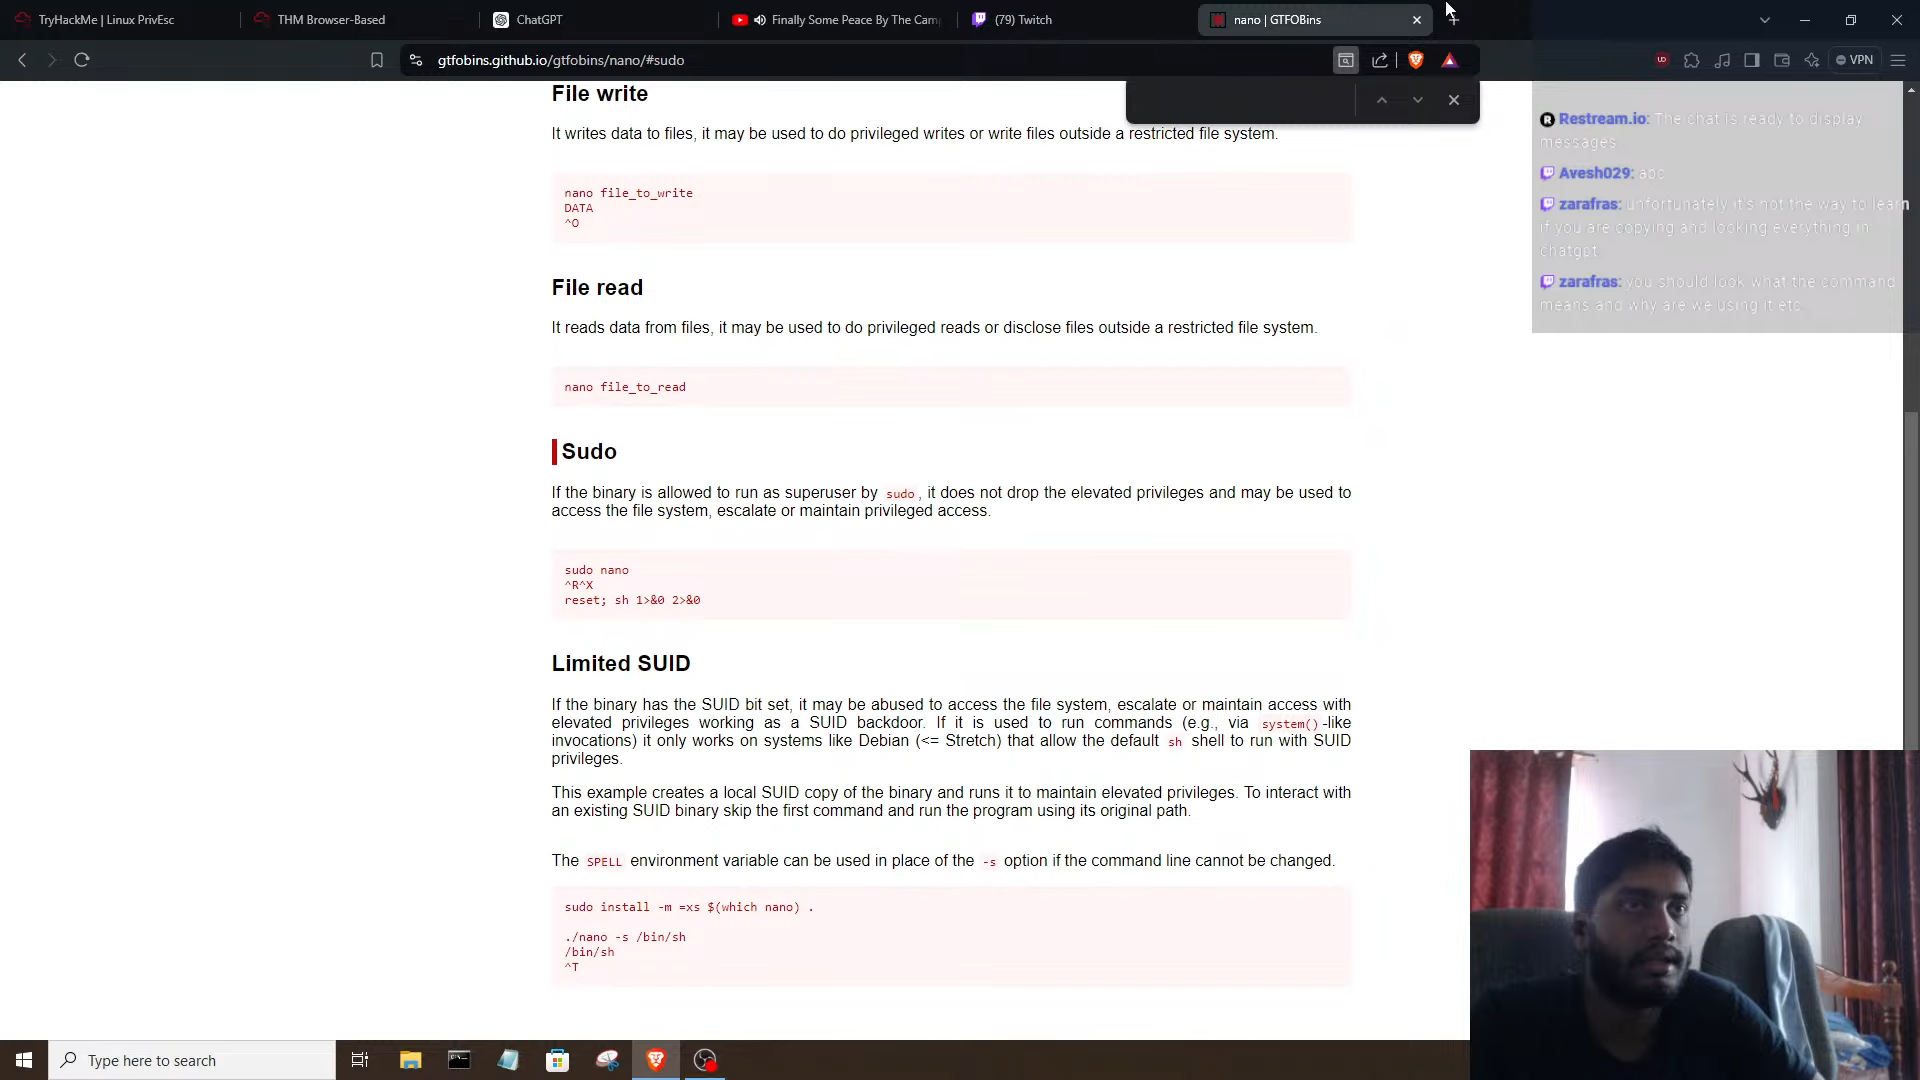 TryHackMe | Linux PrivEsc
THM Browser-Based
ChatGPT
Finally Some Peace By The Camp
(79) Twitch
nano | GTFOBins
gtfobins.github.io/gtfobins/nano/#sudo
VPN
File write
It writes data to files, it may be used to do privileged writes or write files outside a restricted file system.
nano file_to_write
DATA
^O
File read
It reads data from files, it may be used to do privileged reads or disclose files outside a restricted file system.
nano file_to_read
Sudo
If the binary is allowed to run as superuser by sudo, it does not drop the elevated privileges and may be used to
access the file system, escalate or maintain privileged access.
sudo nano
^R^X
reset; sh 1>&0 2>&0
Limited SUID
If the binary has the SUID bit set, it may be abused to access the file system, escalate or maintain access with
elevated privileges working as a SUID backdoor. If it is used to run commands (e.g., via system()-like
invocations) it only works on systems like Debian (<= Stretch) that allow the default sh shell to run with SUID
privileges.
This example creates a local SUID copy of the binary and runs it to maintain elevated privileges. To interact with
an existing SUID binary skip the first command and run the program using its original path.
The SPELL environment variable can be used in place of the -s option if the command line cannot be changed.
sudo install -m =xs $(which nano) .
./nano -s /bin/sh
/bin/sh
^T
Restream.io: The chat is ready to display
messages.
Avesh029: abc
zarafras: unfortunately it's not the way to learn
if you are copying and looking everything in
chatgpt
zarafras: you should look what the command
means and why are we using it etc
Type here to search